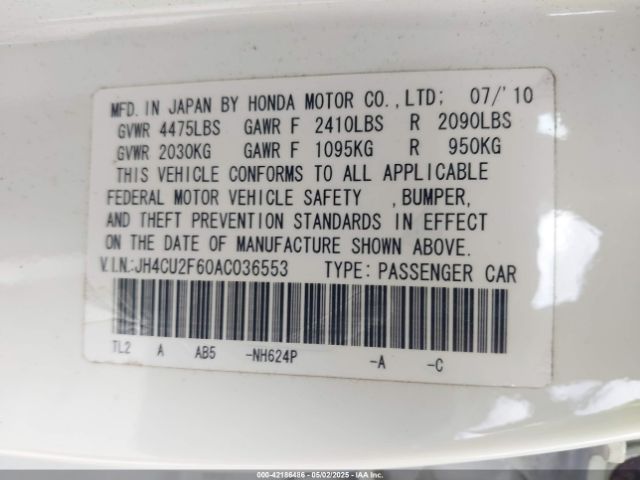 MFD. IN JAPAN BY HONDA MOTOR CO.,LTD; 07/'10
GVWR 4475LBS GAWR F 2410LBS R 2090LBS
GVWR 2030KG GAWR F 1095KG R 950KG
THIS VEHICLE CONFORMS TO ALL APPLICABLE
FEDERAL MOTOR VEHICLE SAFETY , BUMPER,
AND THEFT PREVENTION STANDARDS IN EFFECT
ON THE DATE OF MANUFACTURE SHOWN ABOVE.
V.I.N.:JH4CU2F60AC036553 TYPE: PASSENGER CAR
TL2 A AB5 -NH624P -A -C
000-42186486 - 05/02/2025 - IAAI.COM